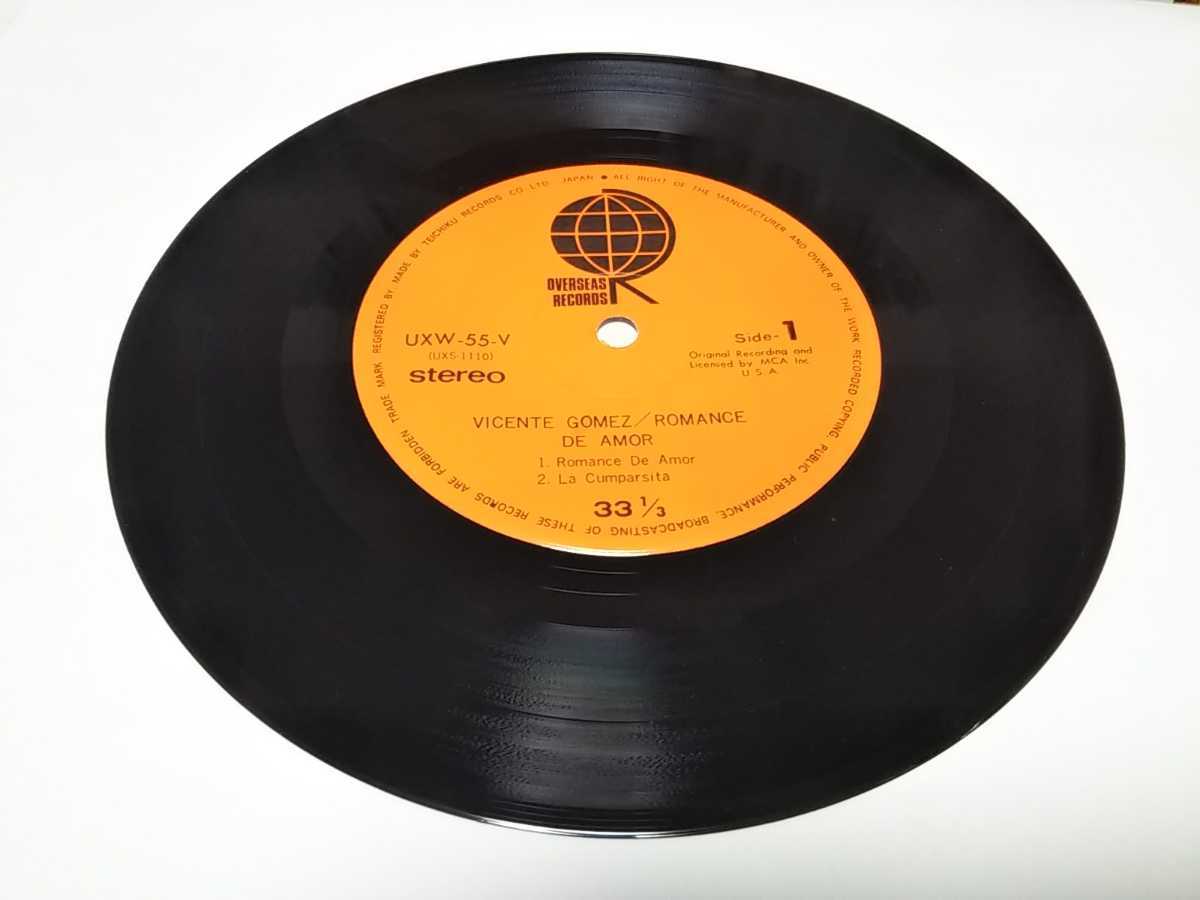 TRADE MARK REGISTERED BY. MADE BY TEICHIKU RECORDS CO. LTD. JAPAN • ALL RIGHT OF THE MANUFACTURER AND OWNER OF THE WORK RECORDED COPYING, PUBLIC PERFORMANCE, BROADCASTING OF THESE RECORDS ARE FORBIDDEN
R
OVERSEAS
RECORDS
UXW-55-V
(UXS-1110)
stereo
Side-1
Original Recording and
Licensed by MCA Inc.
U.S.A.
VICENTE GOMEZ/ROMANCE
DE AMOR
1. Romance De Amor
2. La Cumparsita
33 1/3